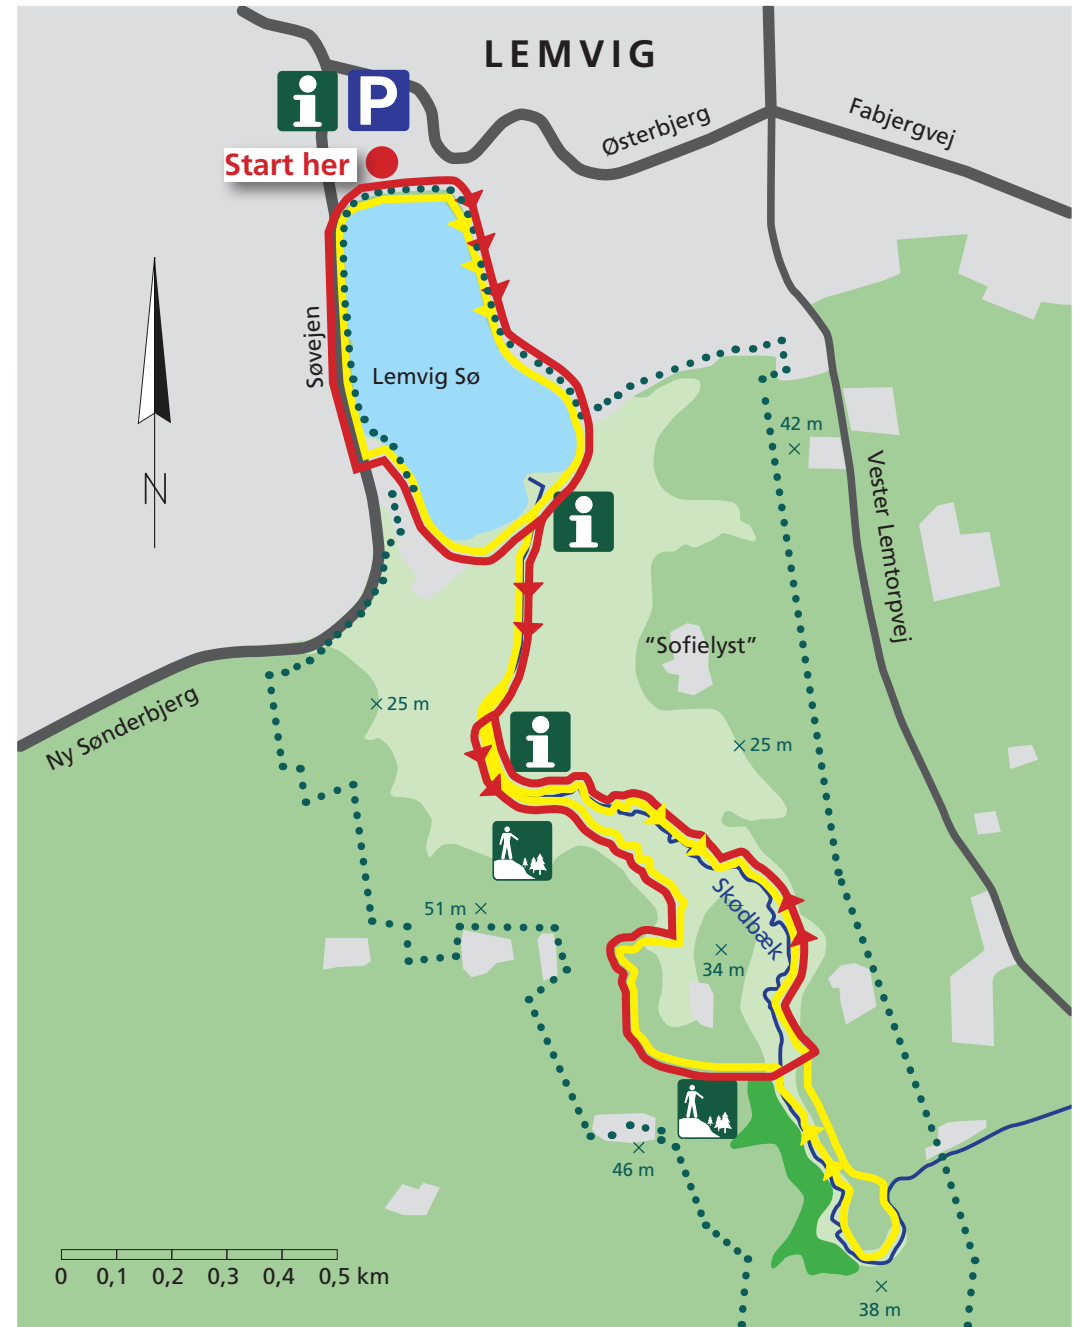 LEMVIG
i P
Start her
Østerbjerg
Fabjergvej
Søvejen
Lemvig Sø
42 m
N
i
Vester Lemtorpvej
"Sofielyst"
25 m
Ny Sønderbjerg
i
25 m
Skødbæk
51 m
34 m
46 m
0 0,1 0,2 0,3 0,4 0,5 km
38 m